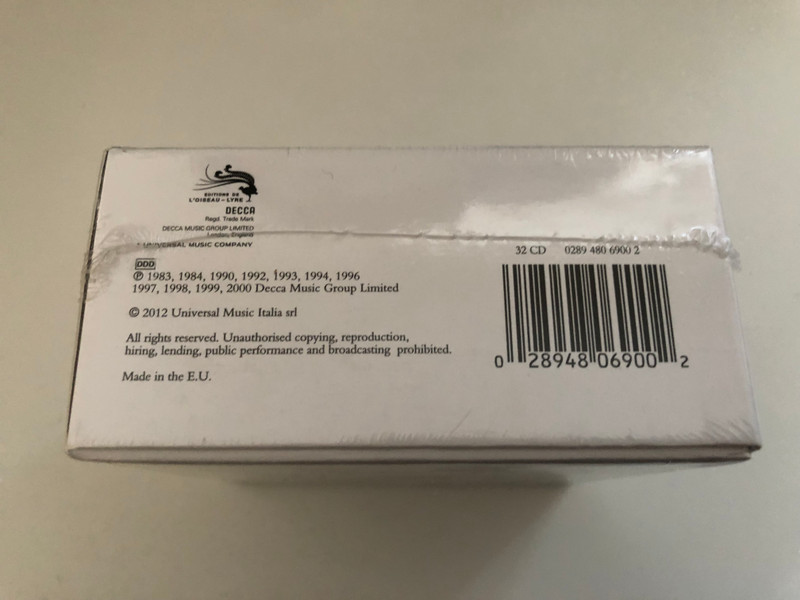 EDITIONS DE
L'OISEAU-LYRE
DECCA
Regd. Trade Mark
DECCA MUSIC GROUP LIMITED
London, England
A UNIVERSAL MUSIC COMPANY
DDD
℗ 1983, 1984, 1990, 1992, 1993, 1994, 1996
1997, 1998, 1999, 2000 Decca Music Group Limited
© 2012 Universal Music Italia srl
All rights reserved. Unauthorised copying, reproduction,
hiring, lending, public performance and broadcasting prohibited.
Made in the E.U.
32 CD 0289 480 6900 2
0 28948 06900 2